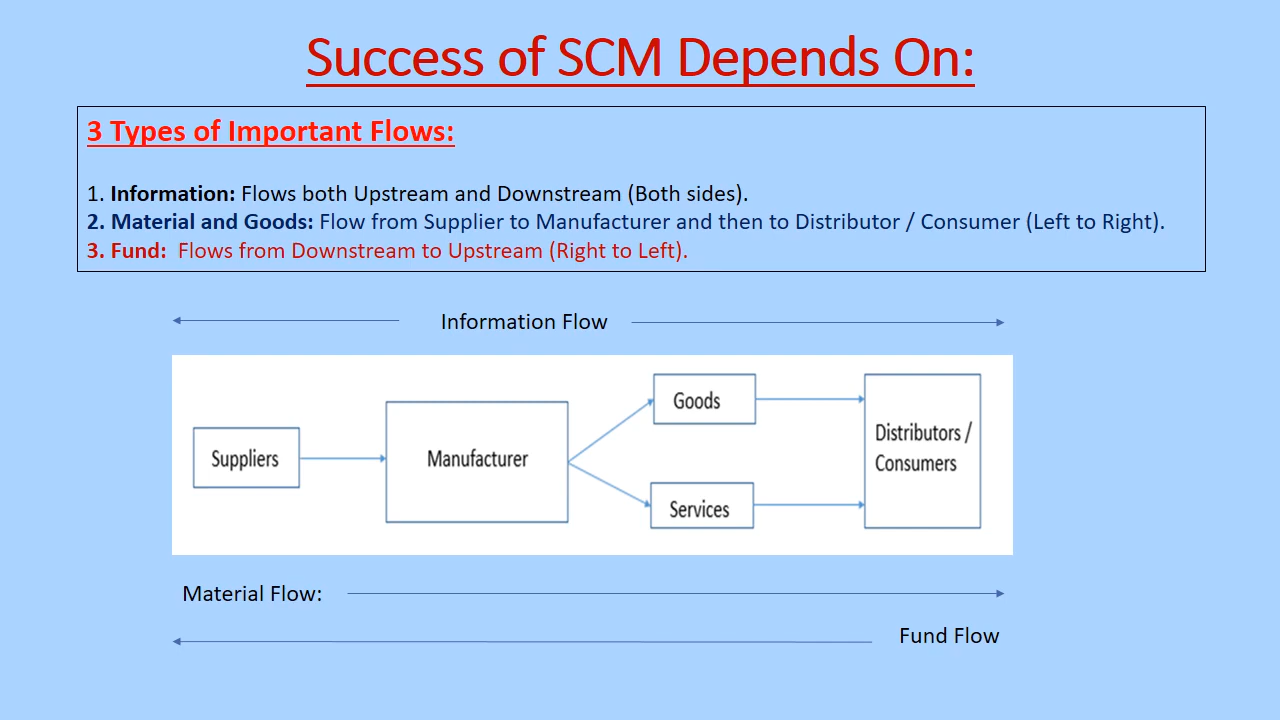 Success of SCM Depends On:
3 Types of Important Flows:
1. Information: Flows both Upstream and Downstream (Both sides).
2. Material and Goods: Flow from Supplier to Manufacturer and then to Distributor / Consumer (Left to Right).
3. Fund: Flows from Downstream to Upstream (Right to Left).
Information Flow
Suppliers
Manufacturer
Goods
Services
Distributors /
Consumers
Material Flow:
Fund Flow